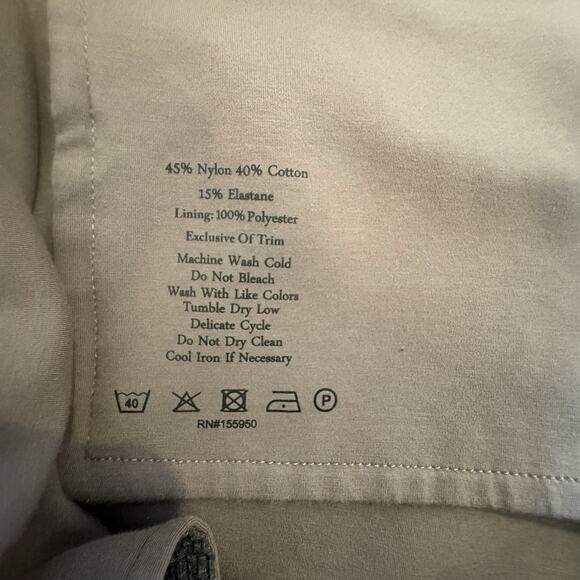 45% Nylon 40% Cotton
15% Elastane
Lining: 100% Polyester
Exclusive Of Trim
Machine Wash Cold
Do Not Bleach
Wash With Like Colors
Tumble Dry Low
Delicate Cycle
Do Not Dry Clean
Cool Iron If Necessary
40 P
RN#155950